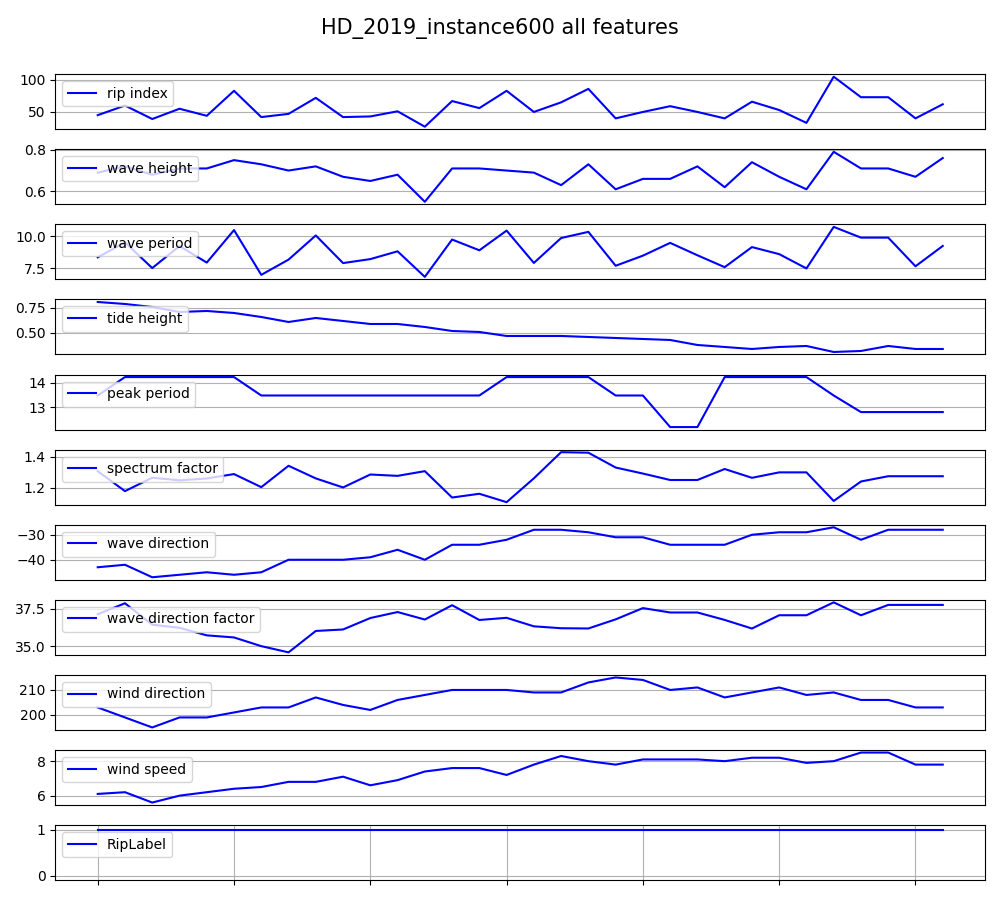 HD_2019_instance600 all features
100
50
rip index
0.8
0.6
wave height
10.0
7.5
wave period
0.75
0.50
tide height
14
13
peak period
1.4
1.2
spectrum factor
−30
−40
wave direction
37.5
35.0
wave direction factor
210
200
wind direction
8
6
wind speed
1
0
RipLabel